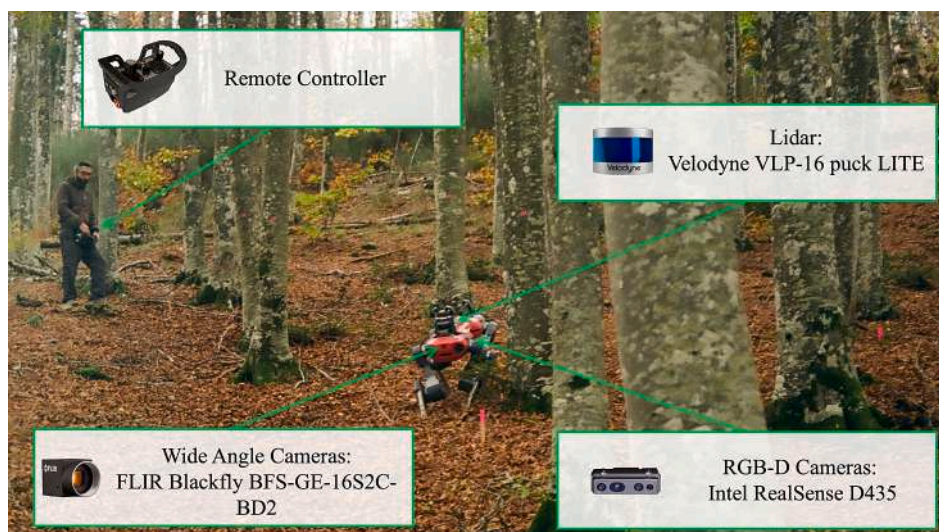 Remote Controller
Lidar:
Velodyne VLP-16 puck LITE
Velodyne
Wide Angle Cameras:
FLIR Blackfly BFS-GE-16S2C-
BD2
RGB-D Cameras:
Intel RealSense D435